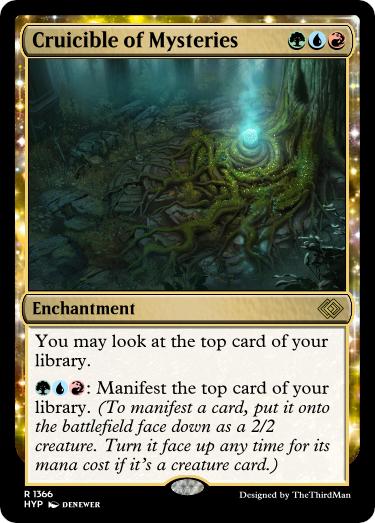 Cruicible of Mysteries
Enchantment
You may look at the top card of your
library.
: Manifest the top card of your
library. (To manifest a card, put it onto
the battlefield face down as a 2/2
creature. Turn it face up any time for its
mana cost if it's a creature card.)
R 1366
HYP DENEWER
Designed by TheThirdMan